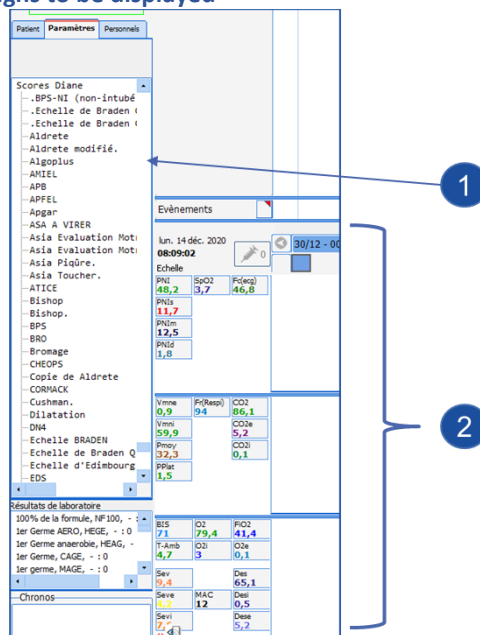 signs to be displayed
Patient Paramètres Personnels
Scores Diane
.BPS-NI (non-intubé
.Echelle de Braden
.Echelle de Braden
Aldrete
Aldrete modifié.
Algoplus
AMIEL
APB
APFEL
Apgar
ASA A VIRER
Asia Evaluation Mot
Asia Evaluation Mot
Asia Piqûre.
Asia Toucher.
ATICE
Bishop
Bishop.
BPS
BRO
Bromage
CHEOPS
Copie de Aldrete
CORMACK
Cushman.
Dilatation
DN4
Echelle BRADEN
Echelle de Braden Q
Echelle d'Edimbourg
EDS
Résultats de laboratoire
100% de la formule, NF100, - :
1er Germe AERO, HEGE, - : 0
1er Germe anaerobie, HEAG, -
1er Germe, CAGE, - : 0
1er germe, MAGE, - : 0
Chronos
Evènements
lun. 14 déc. 2020
08:09:02
0
30/12 - 00
Echelle
PNI SpO2 Fc(ecg)
48,2 3,7 46,8
PNIs
11,7
PNIm
12,5
PNId
1,8
Vmne Fr(Respi) CO2
0,9 94 86,1
Vmni CO2e
59,9 5,2
Pmoy CO2i
32,3 0,1
PPlat
1,5
BIS O2 FiO2
71 79,4 41,4
T-Amb O2i O2e
4,7 3 0,1
Sev Des
9,4 65,1
Seve MAC Desi
4,2 12 0,5
Sevi Dese
5,2
1
2